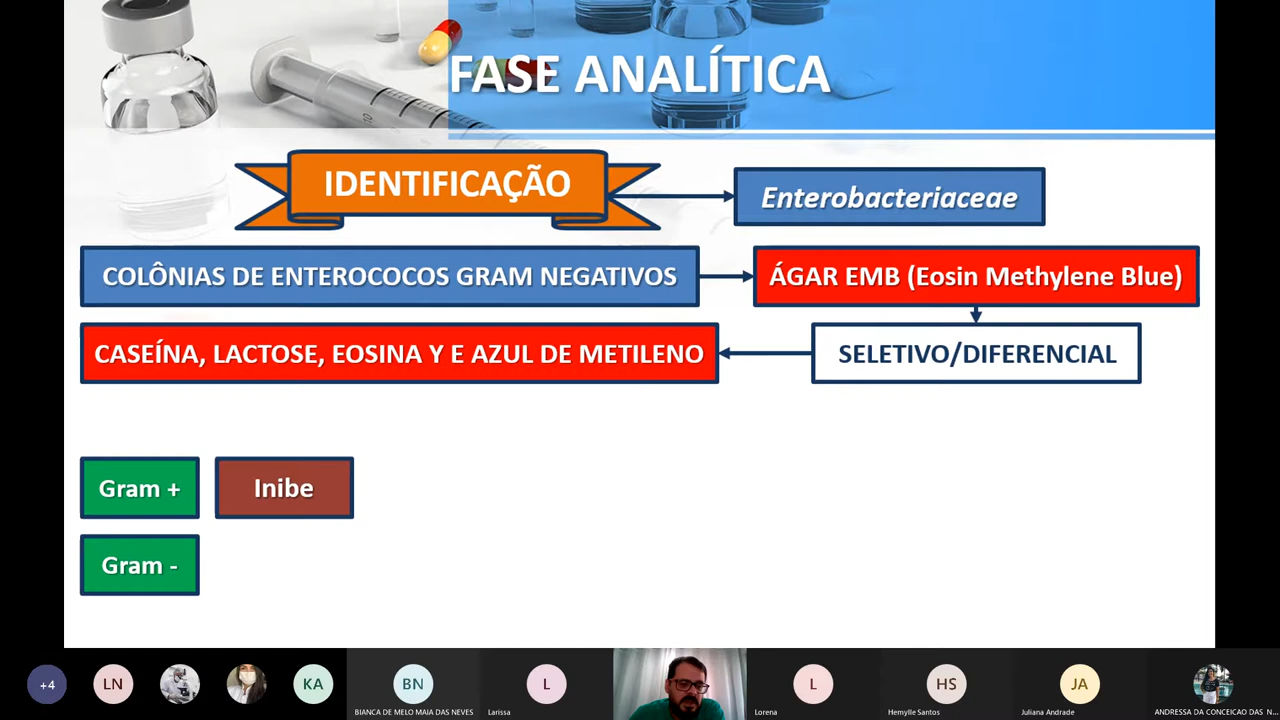 FASE ANALÍTICA
IDENTIFICAÇÃO
Enterobacteriaceae
COLÔNIAS DE ENTEROCOCOS GRAM NEGATIVOS
ÁGAR EMB (Eosin Methylene Blue)
CASEÍNA, LACTOSE, EOSINA Y E AZUL DE METILENO
SELETIVO/DIFERENCIAL
Gram +
Inibe
Gram -
+4
LN
KA
BN
L
L
HS
JA
BIANCA DE MELO MAIA DAS NEVES
Larissa
Lorena
Hemylle Santos
Juliana Andrade
ANDRESSA DA CONCEICAO DAS N...